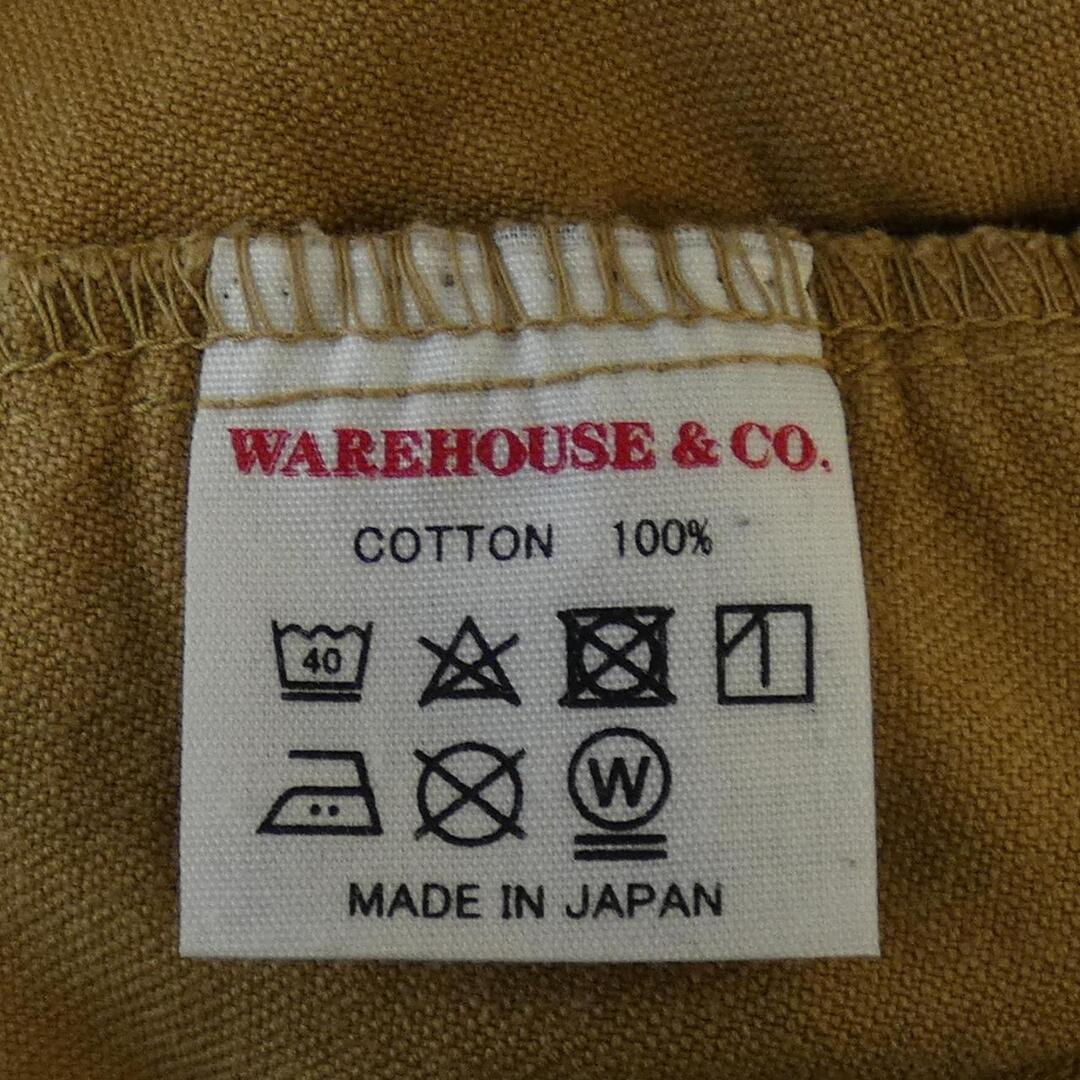 WAREHOUSE & CO.
COTTON 100%
40
W
MADE IN JAPAN